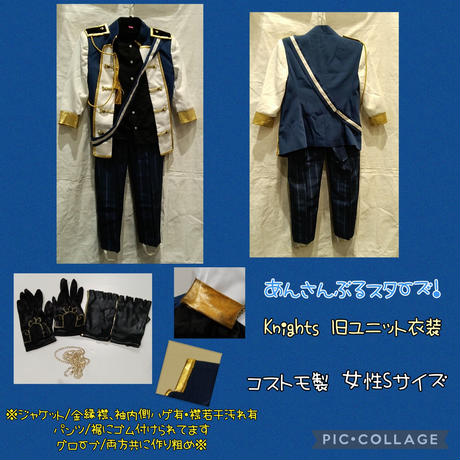 あんさんぶるスターズ！
Knights 旧ユニット衣装
コストモ製 女性Sサイズ
※ジャケット/金縁襟、袖内側ハゲ有・襟若干汚れ有
パンツ/裾にゴム付けられてます
グローブ/両方共に作り粗め※
PIC•COLLAGE